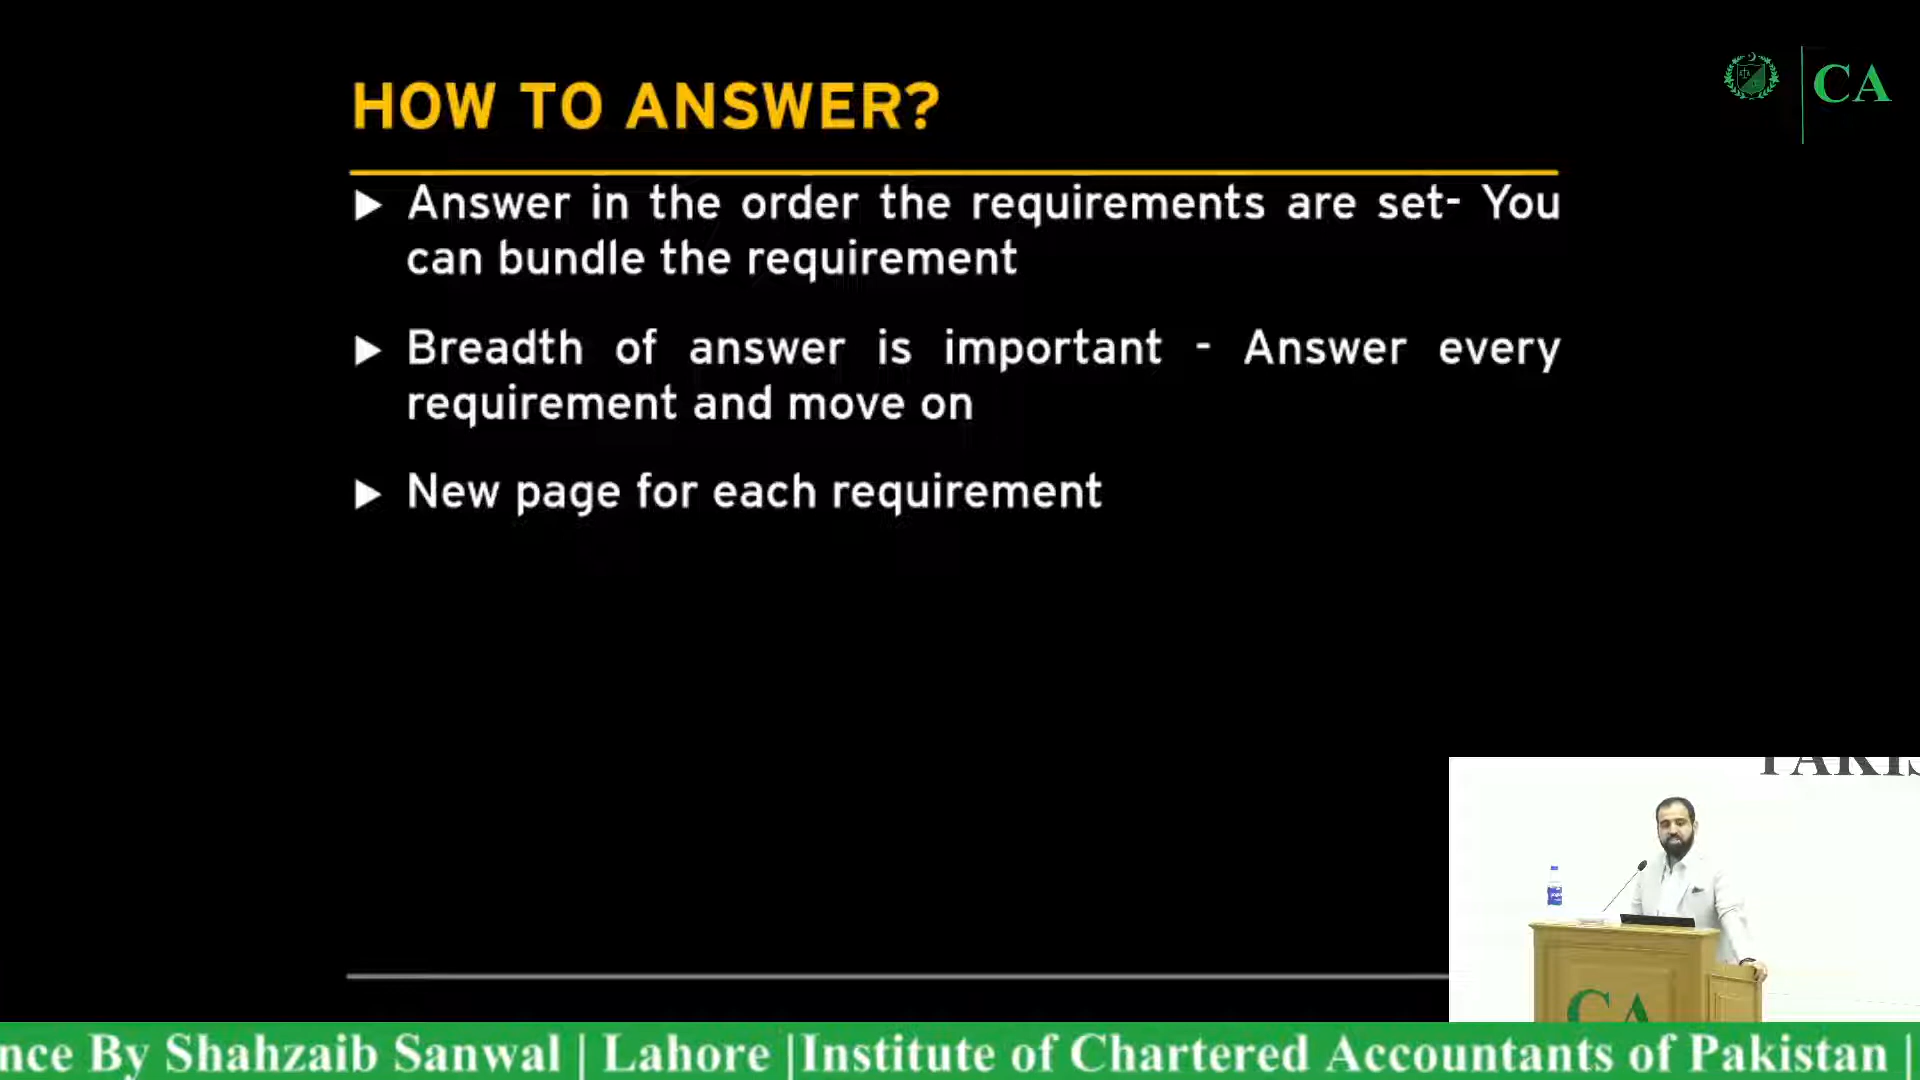 CA
HOW TO ANSWER?
Answer in the order the requirements are set- You
can bundle the requirement
Breadth of answer is important - Answer every
requirement and move on
New page for each requirement
CA
nce By Shahzaib Sanwal | Lahore |Institute of Chartered Accountants of Pakistan |